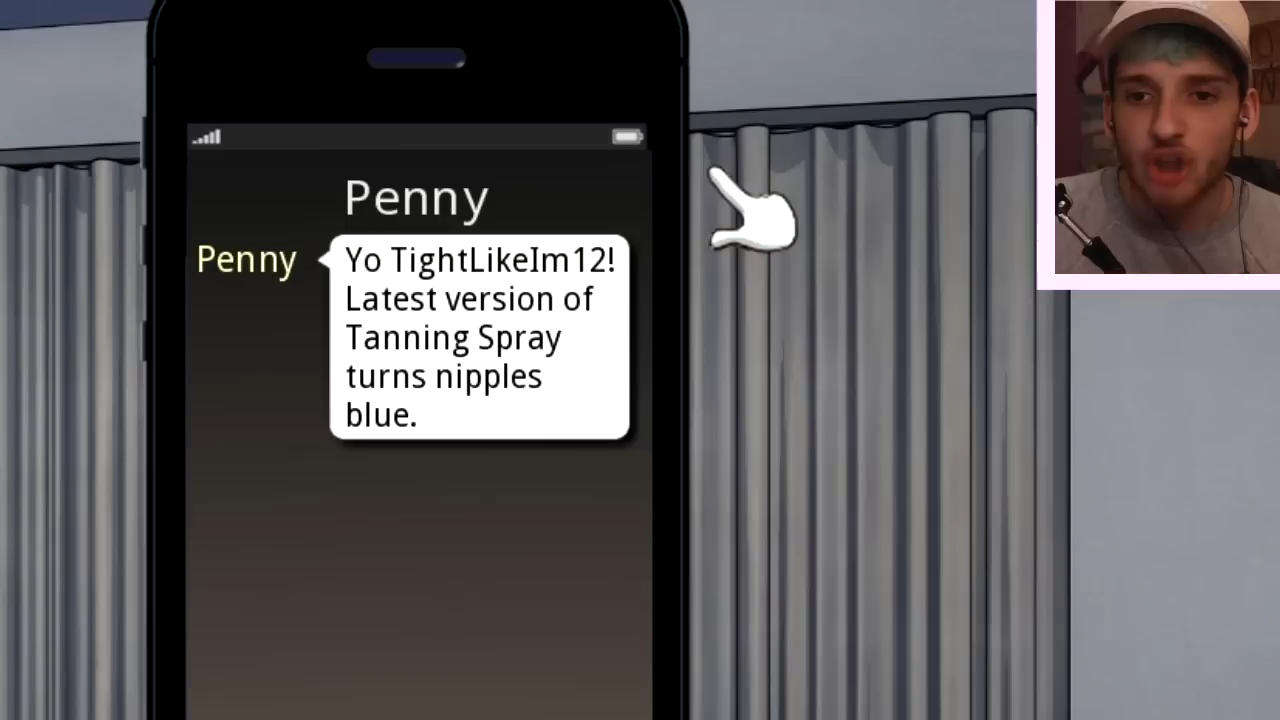 Penny
Penny
Yo TightLikeIm12!
Latest version of
Tanning Spray
turns nipples
blue.